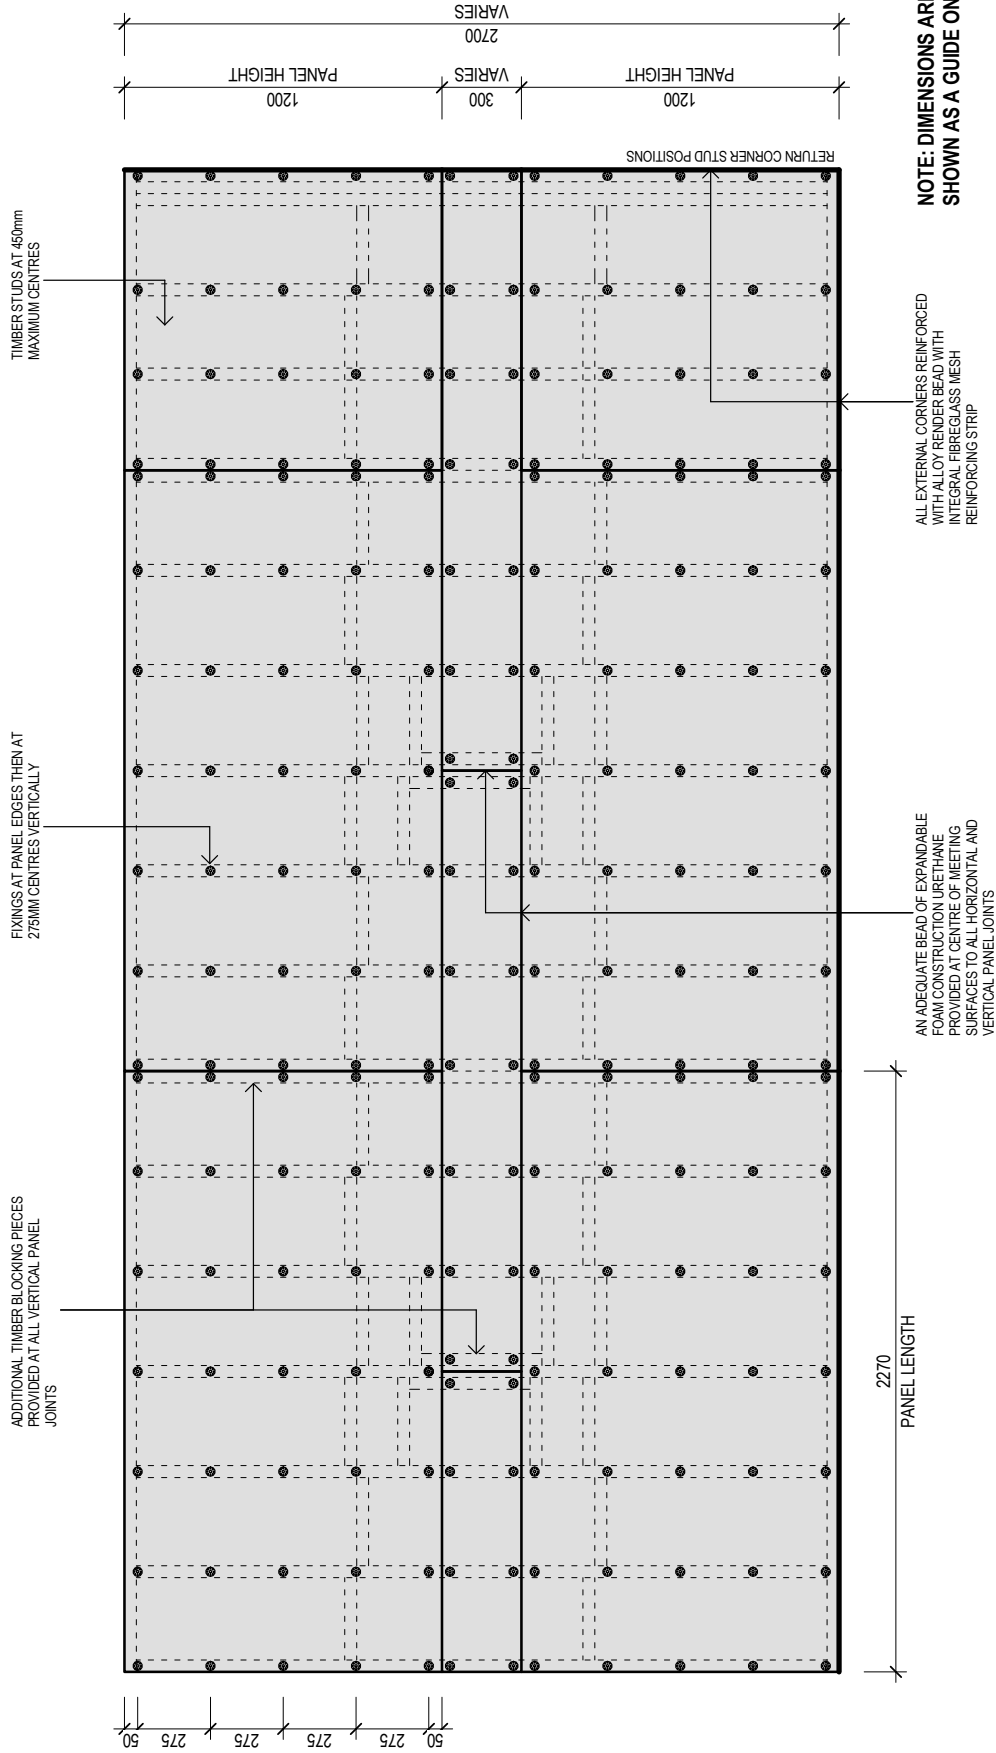 TIMBER STUDS AT 450mm
MAXIMUM CENTRES
FIXINGS AT PANEL EDGES THEN AT
275MM CENTRES VERTICALLY
ADDITIONAL TIMBER BLOCKING PIECES
PROVIDED AT ALL VERTICAL PANEL
JOINTS
2700
VARIES
1200
PANEL HEIGHT
300
VARIES
1200
PANEL HEIGHT
RETURN CORNER STUD POSITIONS
50
275
275
275
275
50
2270
PANEL LENGTH
AN ADEQUATE BEAD OF EXPANDABLE
FOAM CONSTRUCTION URETHANE
PROVIDED AT CENTRE OF MEETING
SURFACES TO ALL HORIZONTAL AND
VERTICAL PANEL JOINTS
ALL EXTERNAL CORNERS REINFORCED
WITH ALLOY RENDER BEAD WITH
INTEGRAL FIBREGLASS MESH
REINFORCING STRIP
NOTE: DIMENSIONS ARE
SHOWN AS A GUIDE ON